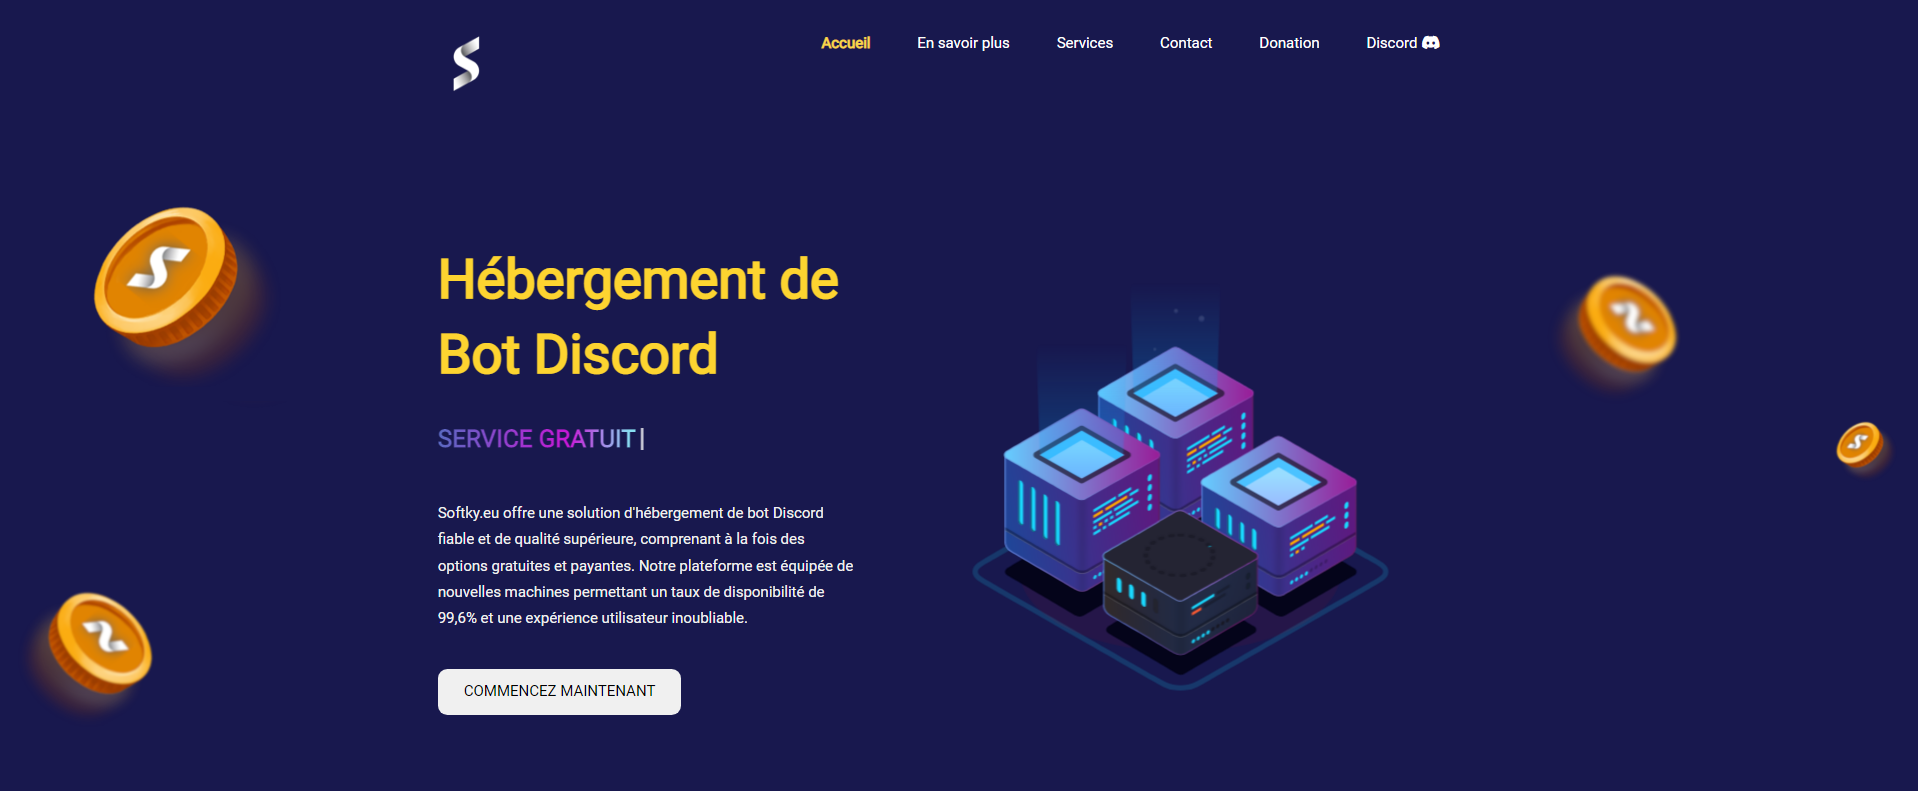 Accueil En savoir plus Services Contact Donation Discord
Hébergement de
Bot Discord
SERVICE GRATUIT|
Softky.eu offre une solution d'hébergement de bot Discord
fiable et de qualité supérieure, comprenant à la fois des
options gratuites et payantes. Notre plateforme est équipée de
nouvelles machines permettant un taux de disponibilité de
99,6% et une expérience utilisateur inoubliable.
COMMENCEZ MAINTENANT